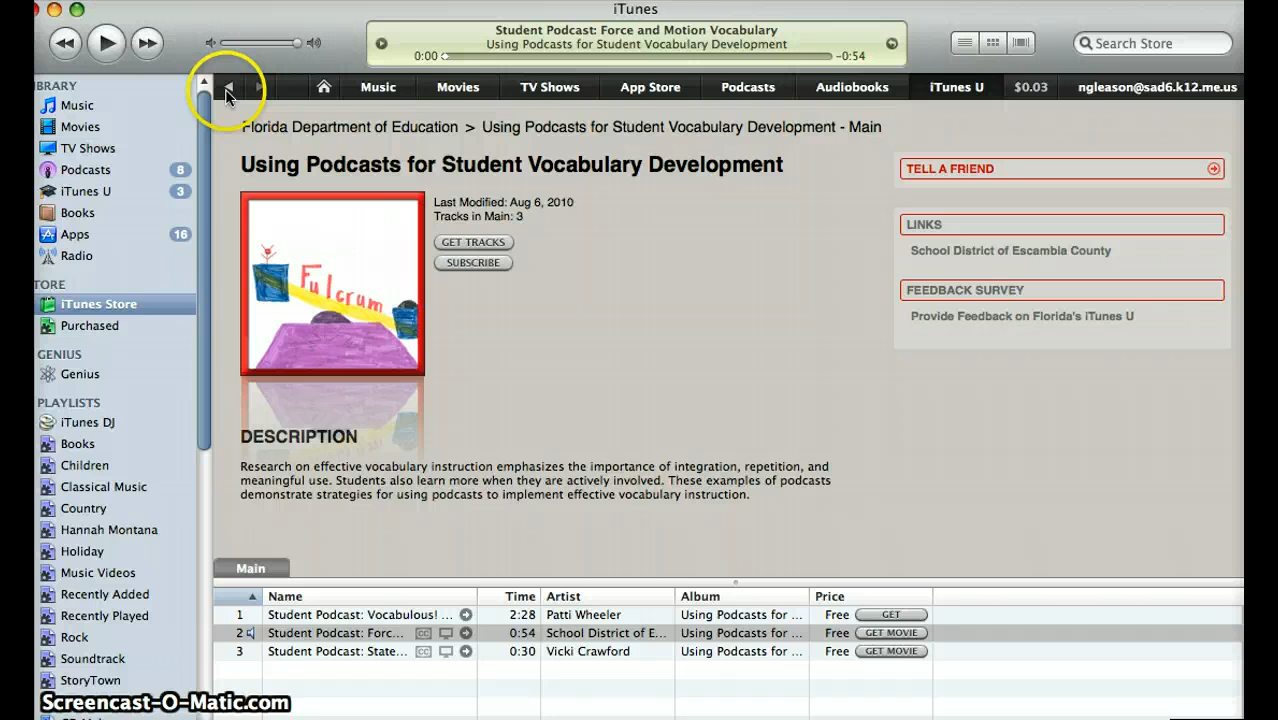 iTunes
Student Podcast: Force and Motion Vocabulary
Using Podcasts for Student Vocabulary Development
0:00
-0:54
Search Store
IBRARY
Music
Movies
TV Shows
Podcasts 8
iTunes U 3
Books
Apps 16
Radio
TORE
iTunes Store
Purchased
GENIUS
Genius
PLAYLISTS
iTunes DJ
Books
Children
Classical Music
Country
Hannah Montana
Holiday
Music Videos
Recently Added
Recently Played
Rock
Soundtrack
StoryTown
Music Movies TV Shows App Store Podcasts Audiobooks iTunes U $0.03 ngleason@sad6.k12.me.us
Florida Department of Education > Using Podcasts for Student Vocabulary Development - Main
Using Podcasts for Student Vocabulary Development
Fulcrum
Last Modified: Aug 6, 2010
Tracks in Main: 3
GET TRACKS
SUBSCRIBE
TELL A FRIEND
LINKS
School District of Escambia County
FEEDBACK SURVEY
Provide Feedback on Florida's iTunes U
DESCRIPTION
Research on effective vocabulary instruction emphasizes the importance of integration, repetition, and
meaningful use. Students also learn more when they are actively involved. These examples of podcasts
demonstrate strategies for using podcasts to implement effective vocabulary instruction.
Main
Name Time Artist Album Price
1 Student Podcast: Vocabulous! ... 2:28 Patti Wheeler Using Podcasts for ... Free GET
2 Student Podcast: Forc... CC 0:54 School District of E... Using Podcasts for ... Free GET MOVIE
3 Student Podcast: State... CC 0:30 Vicki Crawford Using Podcasts for ... Free GET MOVIE
Screencast-O-Matic.com